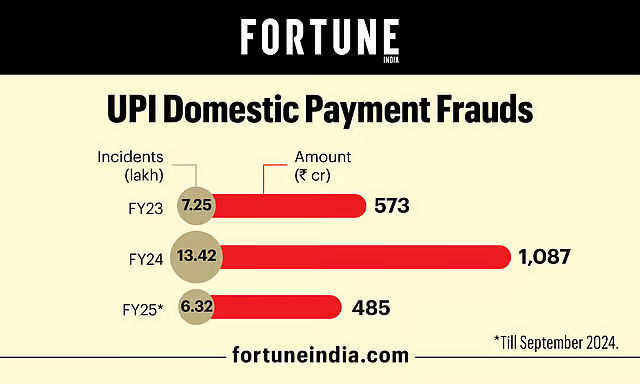 FORTUNE
INDIA
UPI Domestic Payment Frauds
Incidents
(lakh)
Amount
(₹ cr)
FY23 7.25 573
FY24 13.42 1,087
FY25* 6.32 485
*Till September 2024.
fortuneindia.com